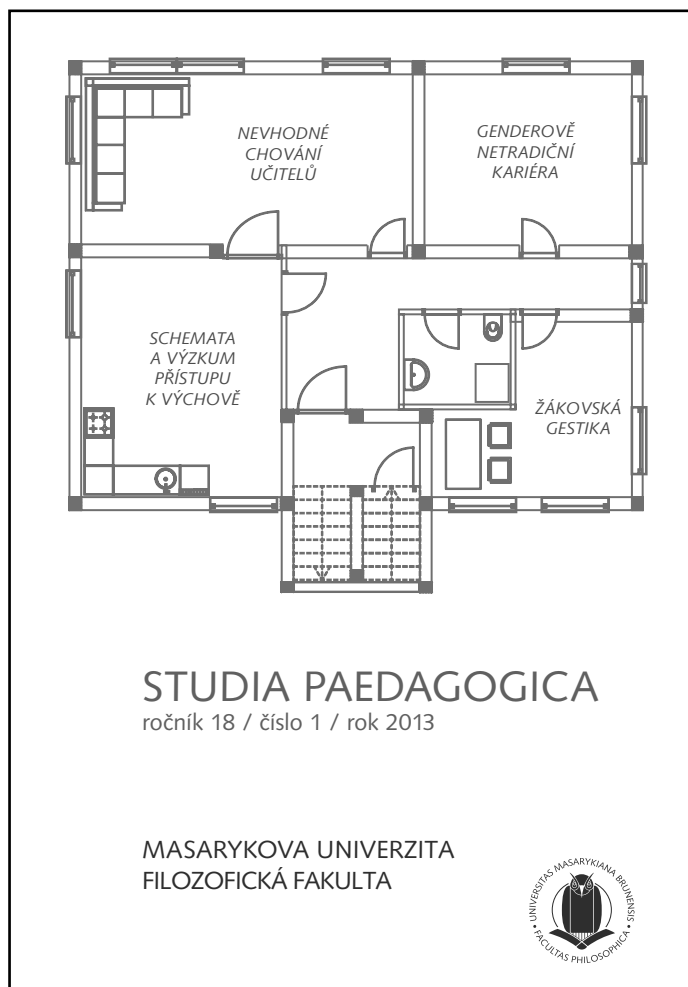 NEVHODNÉ
CHOVÁNÍ
UČITELŮ
GENDEROVĚ
NETRADIČNÍ
KARIÉRA
SCHEMATA
A VÝZKUM
PŘÍSTUPU
K VÝCHOVĚ
ŽÁKOVSKÁ
GESTIKA
STUDIA PAEDAGOGICA
ročník 18 / číslo 1 / rok 2013
MASARYKOVA UNIVERZITA
FILOZOFICKÁ FAKULTA
UNIVERSITAS MASARYKIANA BRUNENSIS
• FACULTAS PHILOSOPHICA •